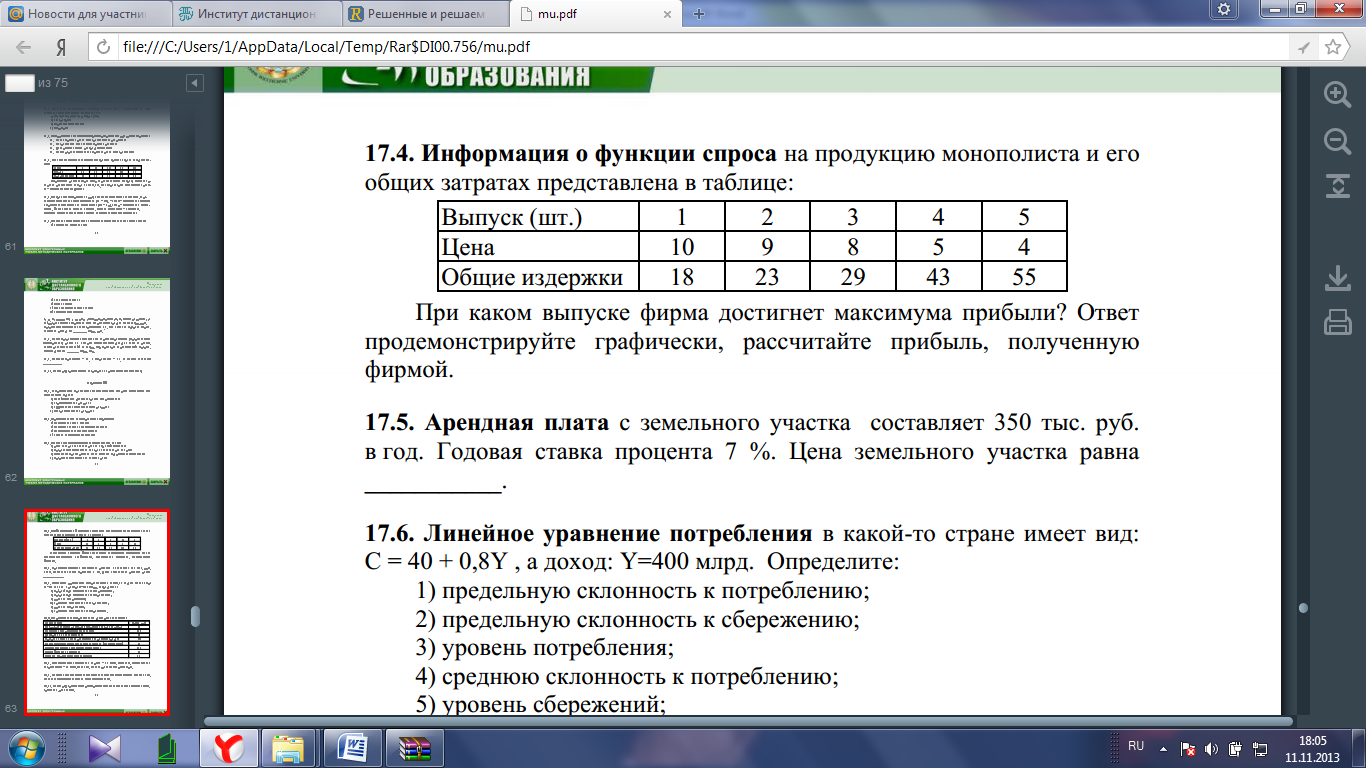 Новости для участни
Институт дистанцион
Решенные и решаем
mu.pdf
file:///C:/Users/1/AppData/Local/Temp/Rar$DI00.756/mu.pdf
из 75
ОБРАЗОВАНИЯ
17.4. Информация о функции спроса на продукцию монополиста и его
общих затратах представлена в таблице:
Выпуск (шт.) 1 2 3 4 5
Цена 10 9 8 5 4
Общие издержки 18 23 29 43 55
При каком выпуске фирма достигнет максимума прибыли? Ответ
продемонстрируйте графически, рассчитайте прибыль, полученную
фирмой.
17.5. Арендная плата с земельного участка составляет 350 тыс. руб.
в год. Годовая ставка процента 7 %. Цена земельного участка равна
___________.
17.6. Линейное уравнение потребления в какой-то стране имеет вид:
С = 40 + 0,8Y , а доход: Y=400 млрд. Определите:
1) предельную склонность к потреблению;
2) предельную склонность к сбережению;
3) уровень потребления;
4) среднюю склонность к потреблению;
5) уровень сбережений;
61
62
63
RU
18:05
11.11.2013